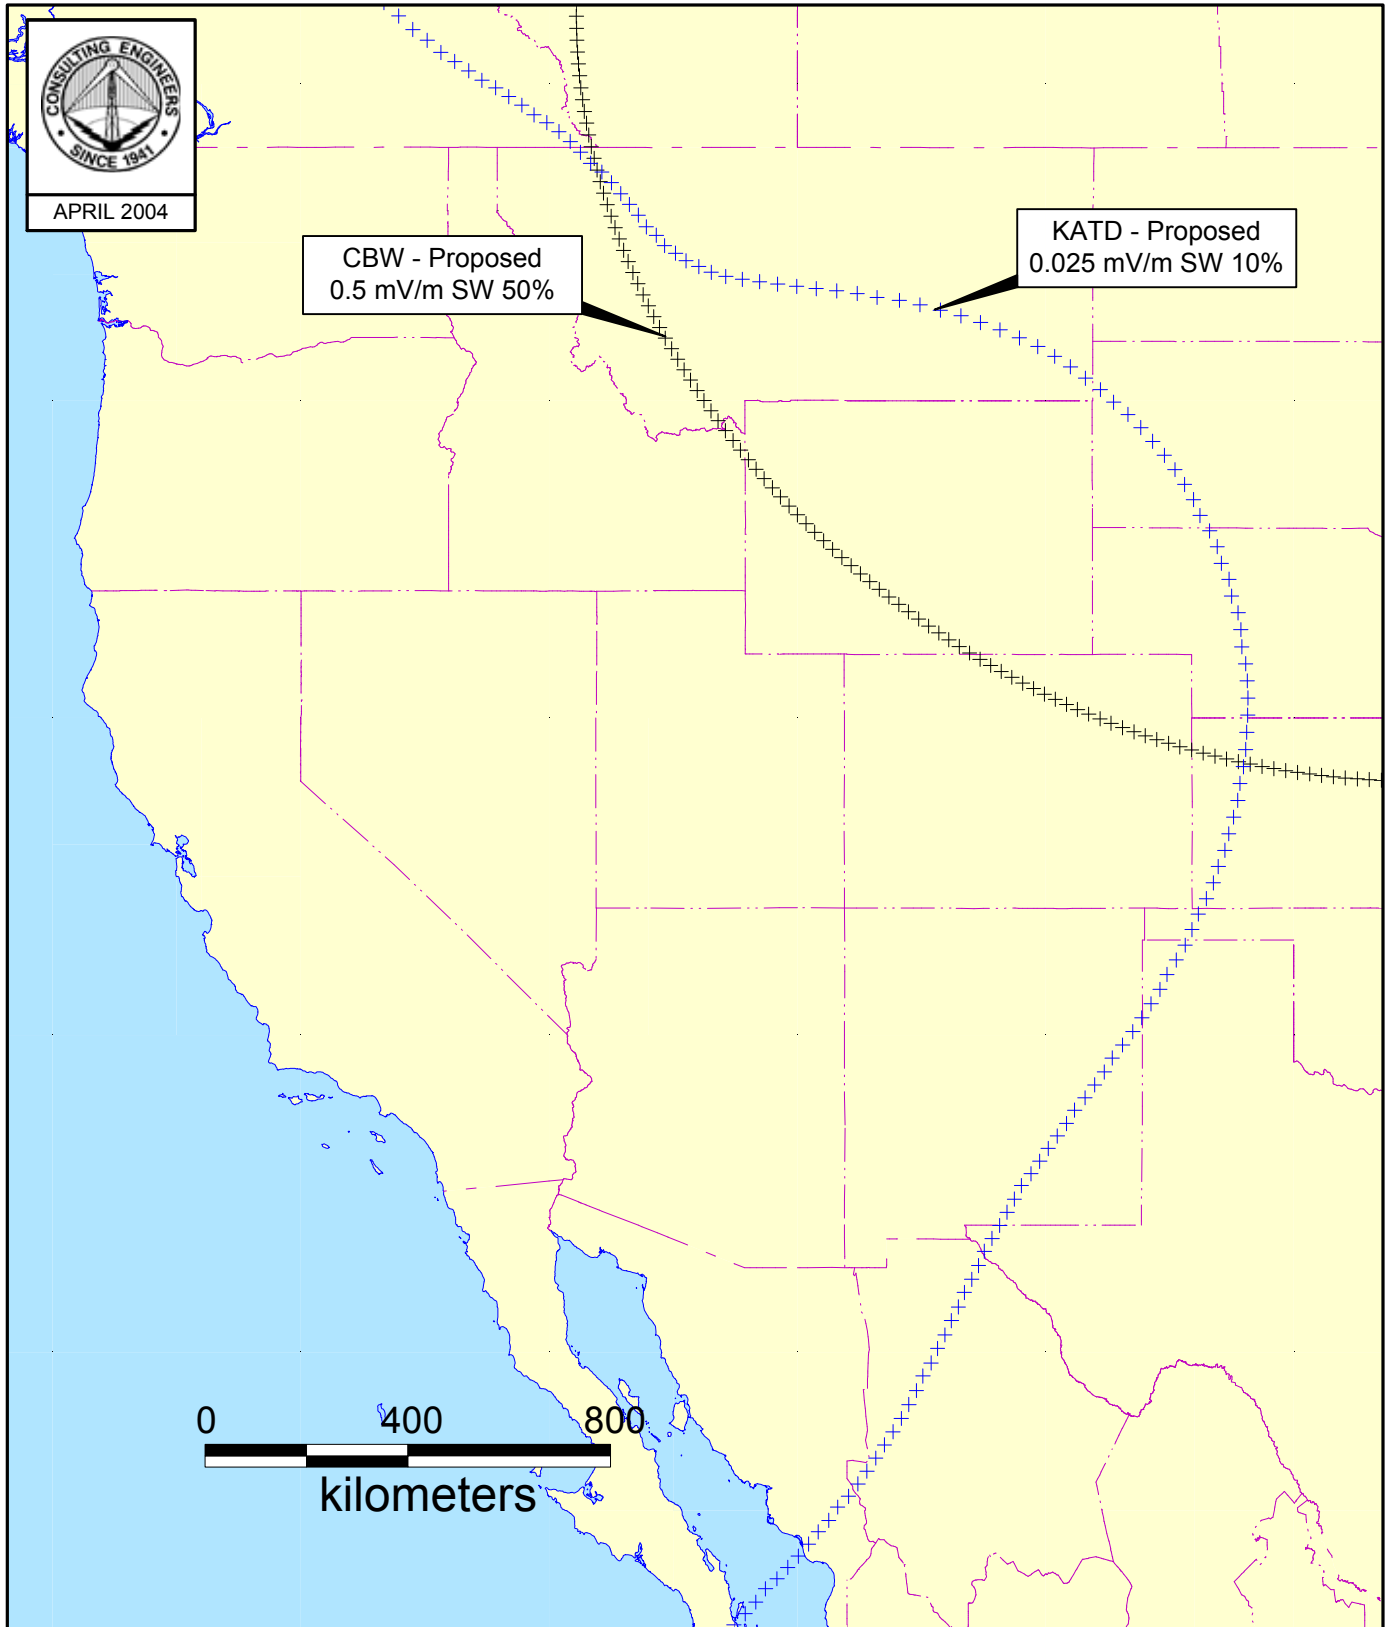 CONSULTING ENGINEERS
SINCE 1941
APRIL 2004
CBW - Proposed
0.5 mV/m SW 50%
KATD - Proposed
0.025 mV/m SW 10%
0 400 800
kilometers